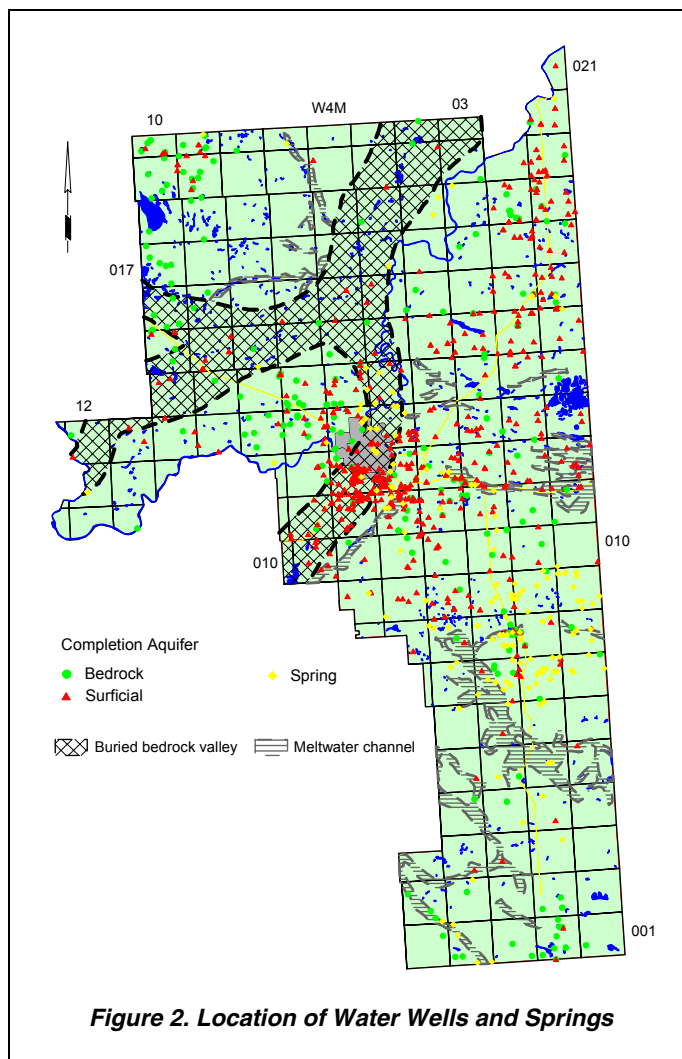 021
10 W4M 03
017
12
010
010
Completion Aquifer
Bedrock Spring
Surficial
Buried bedrock valley Meltwater channel
001
Figure 2. Location of Water Wells and Springs